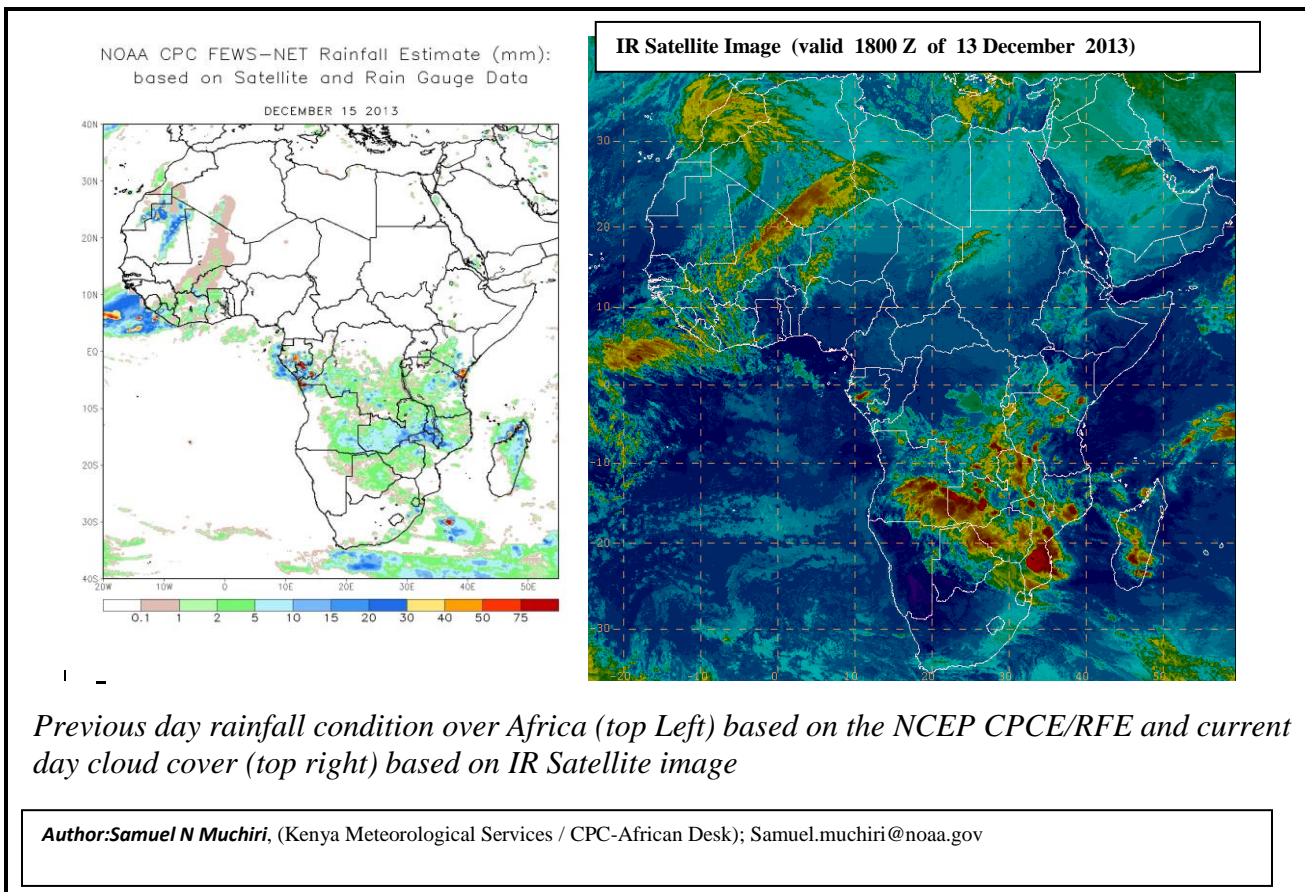 NOAA CPC FEWS-NET Rainfall Estimate (mm):
based on Satellite and Rain Gauge Data
DECEMBER 15 2013
40N
30N
20N
10N
EQ
10S
20S
30S
40S
20W 10W 0 10E 20E 30E 40E 50E
0.1 1 2 5 10 15 20 30 40 50 75
IR Satellite Image (valid 1800 Z of 13 December 2013)
30
20
10
0
-10
-20
-30
-20 -10 0 10 20 30 40 50
Previous day rainfall condition over Africa (top Left) based on the NCEP CPCE/RFE and current
day cloud cover (top right) based on IR Satellite image
Author:Samuel N Muchiri, (Kenya Meteorological Services / CPC-African Desk); Samuel.muchiri@noaa.gov